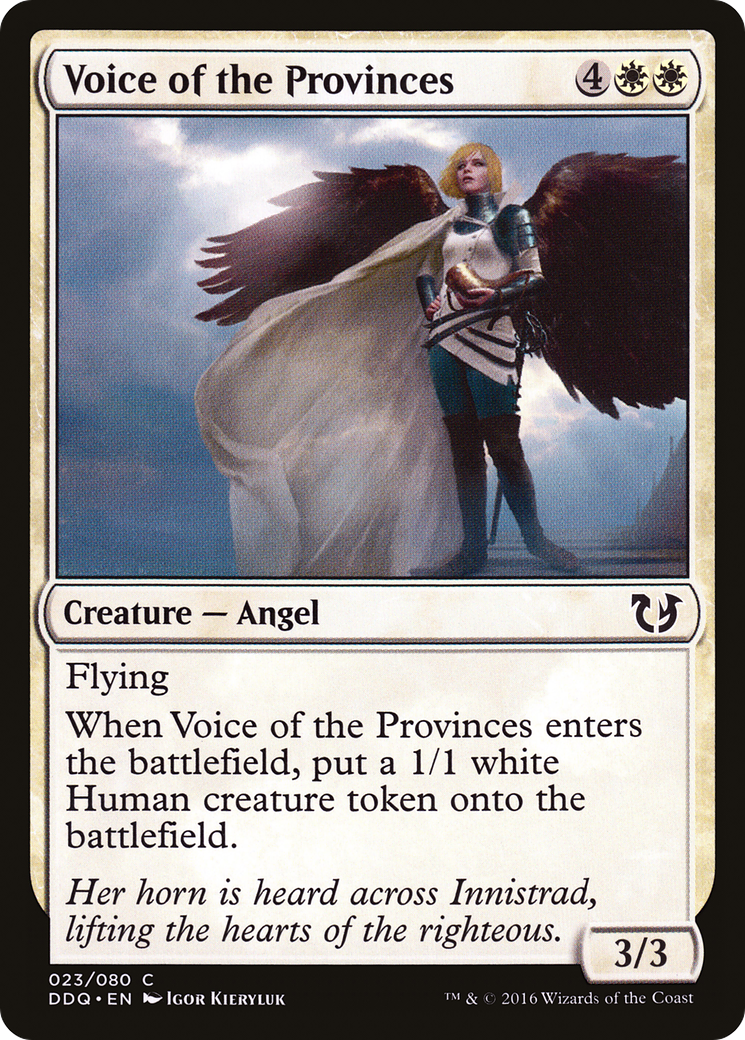 Voice of the Provinces 4
Creature — Angel
Flying
When Voice of the Provinces enters
the battlefield, put a 1/1 white
Human creature token onto the
battlefield.
Her horn is heard across Innistrad,
lifting the hearts of the righteous.
3/3
023/080 C
DDQ • EN Igor Kieryluk ™ & © 2016 Wizards of the Coast